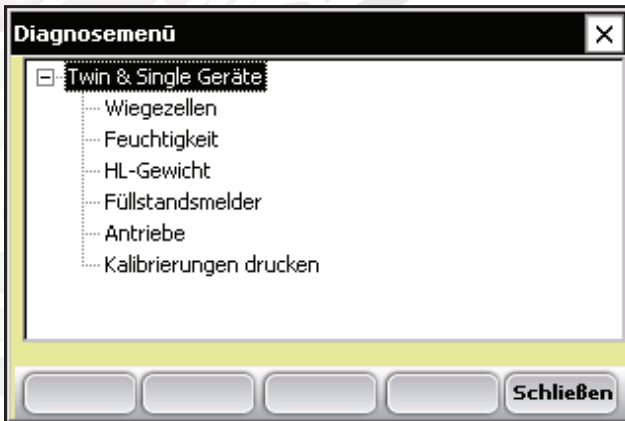 Diagnosemenü
Twin & Single Geräte
Wiegezellen
Feuchtigkeit
HL-Gewicht
Füllstandsmelder
Antriebe
Kalibrierungen drucken
Schließen